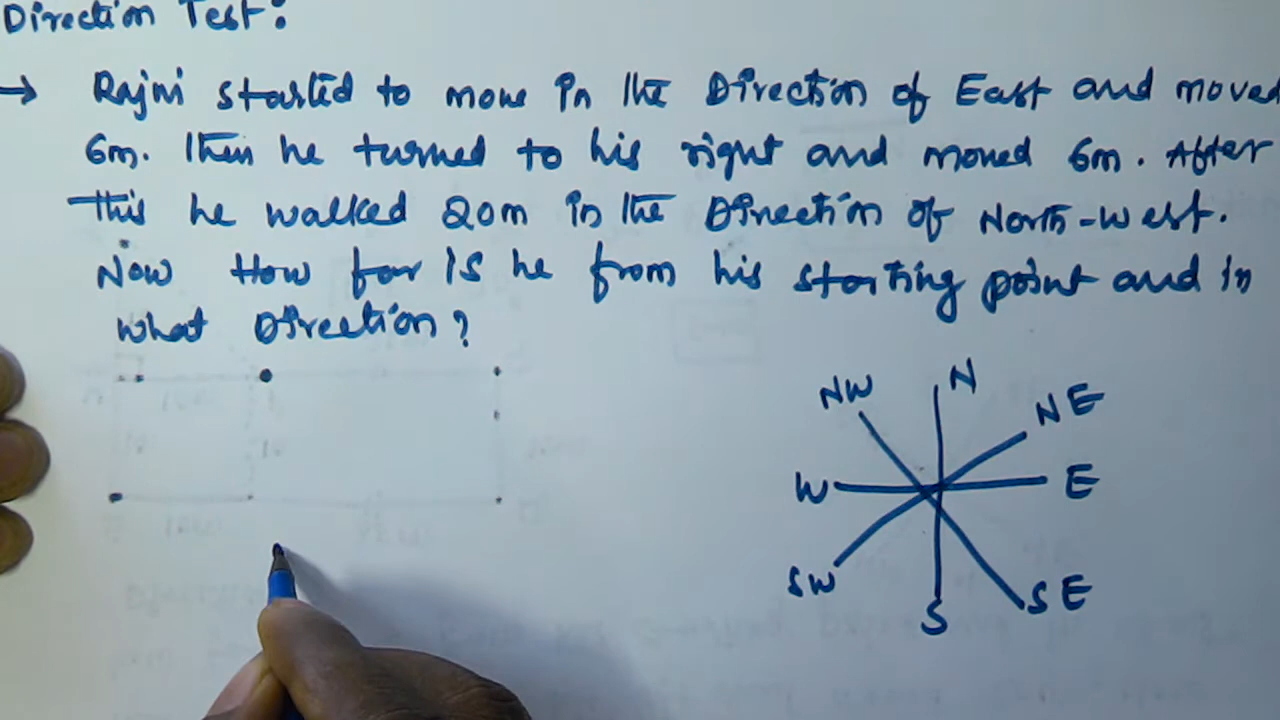 Direction Test:
→ Rajni started to move in the Direction of East and moved
6m. Then he turned to his right and moved 6m. After
this he walked 20m in the Direction of North-west.
Now How far is he from his starting point and in
what Direction?
NW N NE
W E
SW S SE